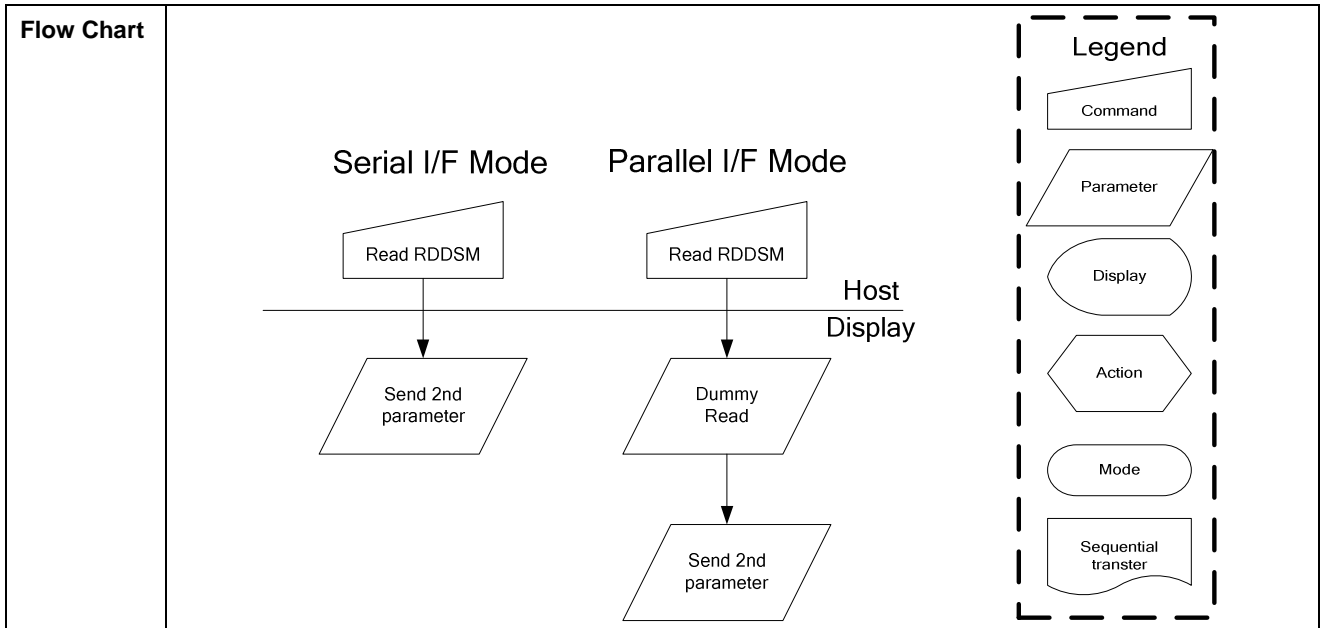 Flow Chart
Serial I/F Mode
Parallel I/F Mode
Read RDDSM
Read RDDSM
Host
Display
Send 2nd
parameter
Dummy
Read
Send 2nd
parameter
Legend
Command
Parameter
Display
Action
Mode
Sequential
transter